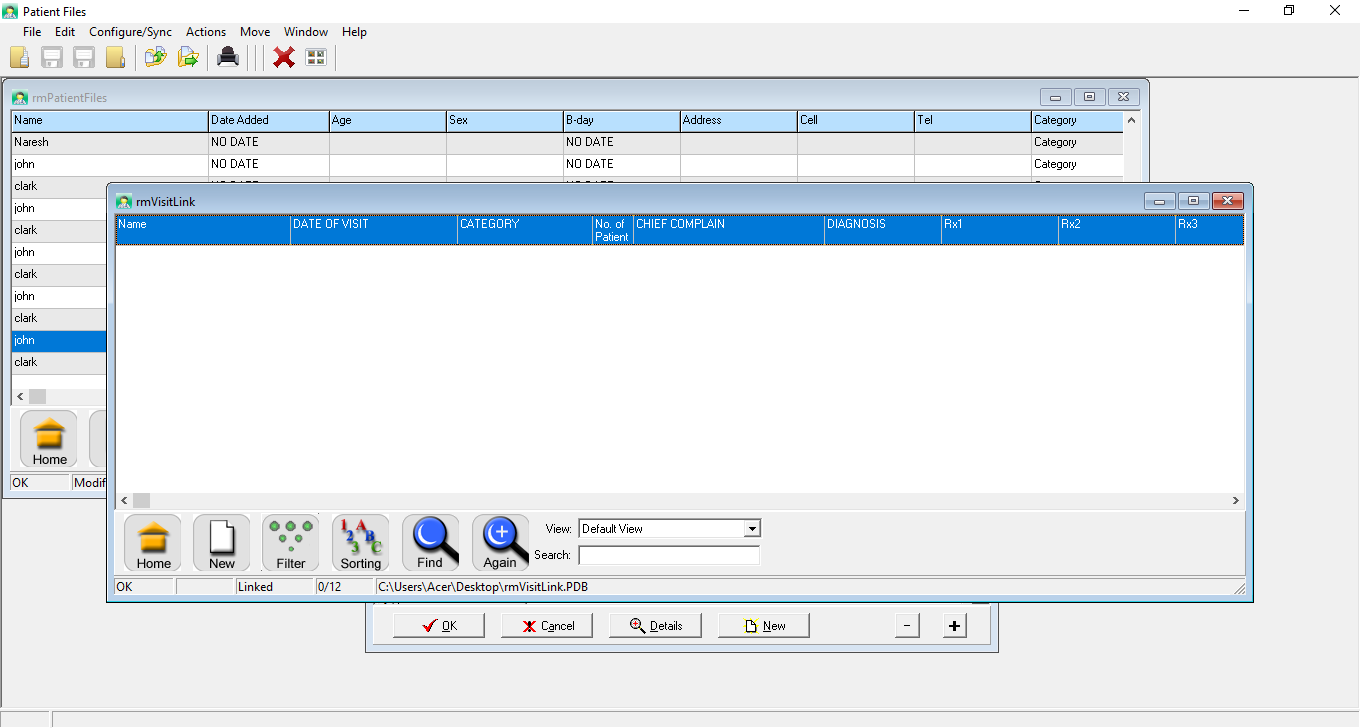 Patient Files
File Edit Configure/Sync Actions Move Window Help
rmPatientFiles
Name Date Added Age Sex B-day Address Cell Tel Category
Naresh NO DATE NO DATE Category
john NO DATE NO DATE Category
clark
john
clark
john
clark
john
clark
john
clark
Home
OK Modif
rmVisitLink
Name DATE OF VISIT CATEGORY No. of Patient CHIEF COMPLAIN DIAGNOSIS Rx1 Rx2 Rx3
Home New Filter Sorting Find Again
View: Default View
Search:
OK Linked 0/12 C:\Users\Acer\Desktop\rmVisitLink.PDB
OK Cancel Details New - +